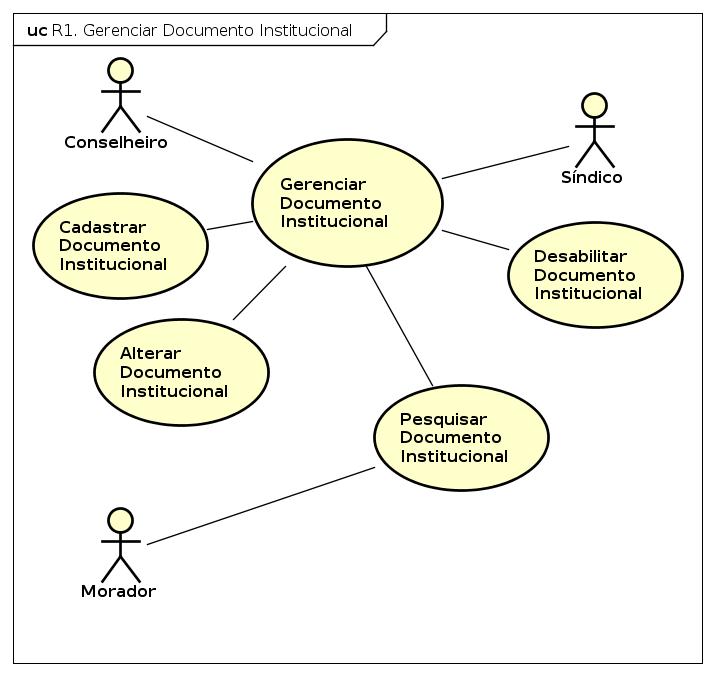 uc R1. Gerenciar Documento Institucional
Conselheiro
Síndico
Gerenciar
Documento
Institucional
Cadastrar
Documento
Institucional
Desabilitar
Documento
Institucional
Alterar
Documento
Institucional
Pesquisar
Documento
Institucional
Morador